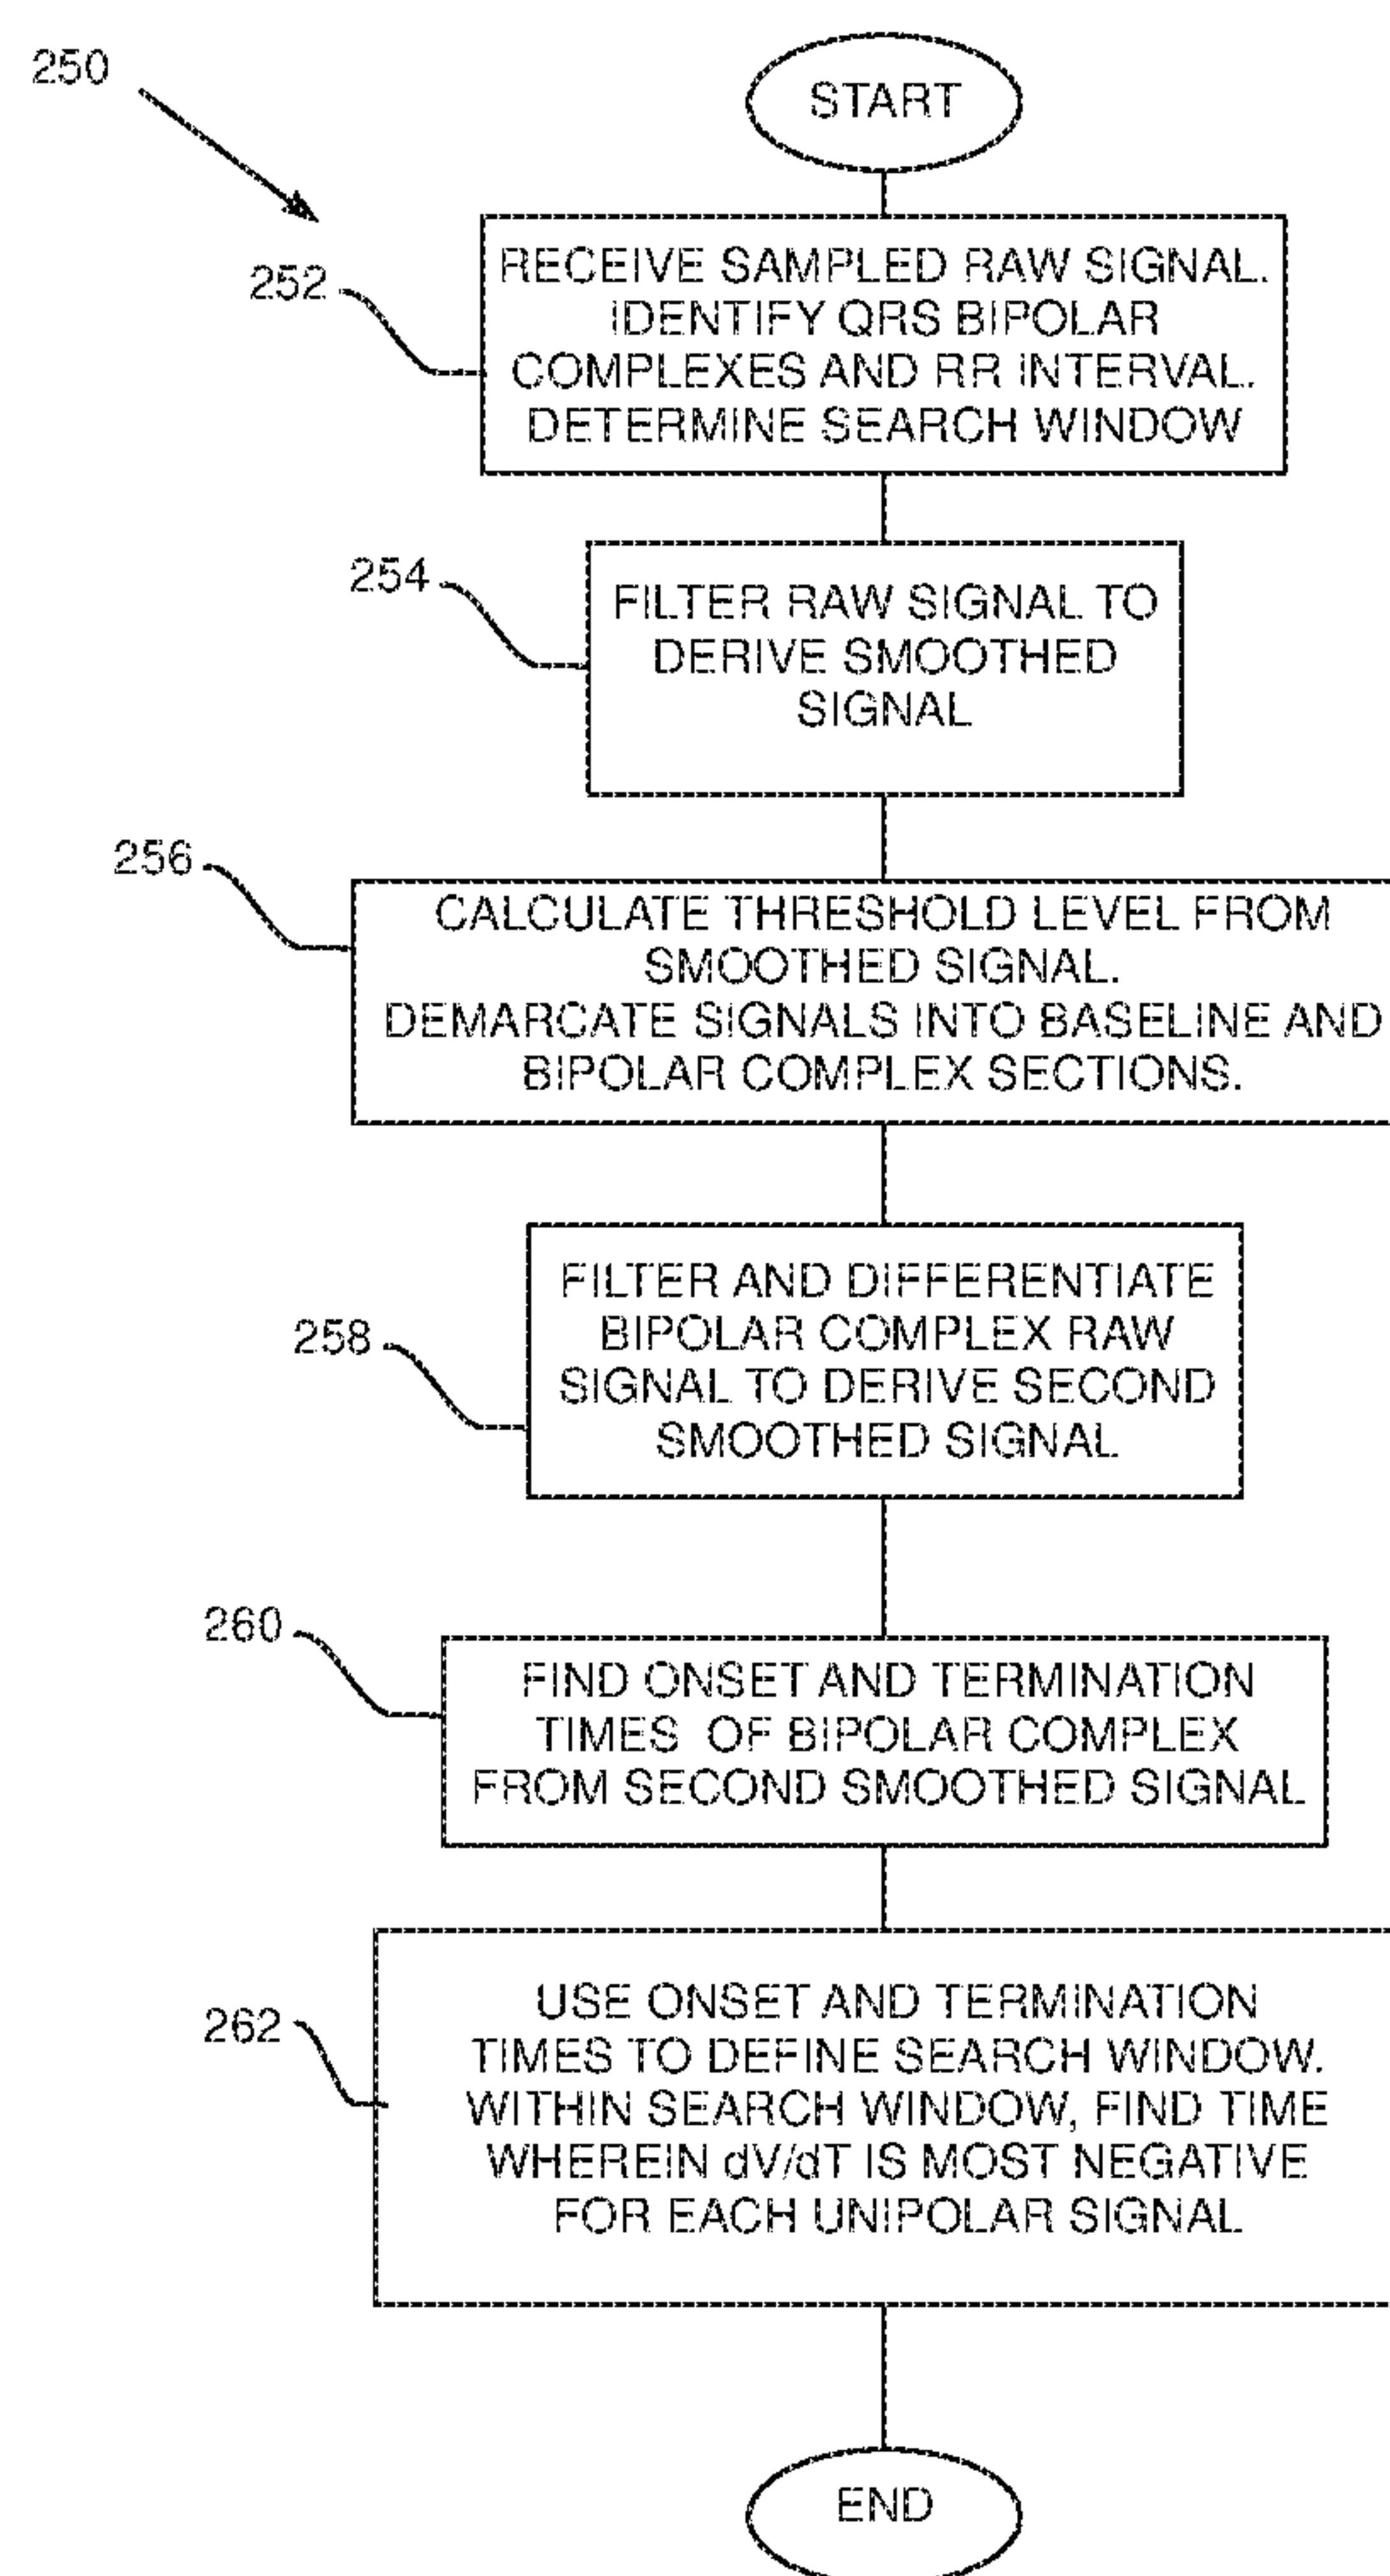 250
START
252
RECEIVE SAMPLED RAW SIGNAL.
IDENTIFY QRS BIPOLAR
COMPLEXES AND RR INTERVAL.
DETERMINE SEARCH WINDOW
254
FILTER RAW SIGNAL TO
DERIVE SMOOTHED
SIGNAL
256
CALCULATE THRESHOLD LEVEL FROM
SMOOTHED SIGNAL.
DEMARCATE SIGNALS INTO BASELINE AND
BIPOLAR COMPLEX SECTIONS.
258
FILTER AND DIFFERENTIATE
BIPOLAR COMPLEX RAW
SIGNAL TO DERIVE SECOND
SMOOTHED SIGNAL
260
FIND ONSET AND TERMINATION
TIMES OF BIPOLAR COMPLEX
FROM SECOND SMOOTHED SIGNAL
262
USE ONSET AND TERMINATION
TIMES TO DEFINE SEARCH WINDOW.
WITHIN SEARCH WINDOW, FIND TIME
WHEREIN dV/dT IS MOST NEGATIVE
FOR EACH UNIPOLAR SIGNAL
END